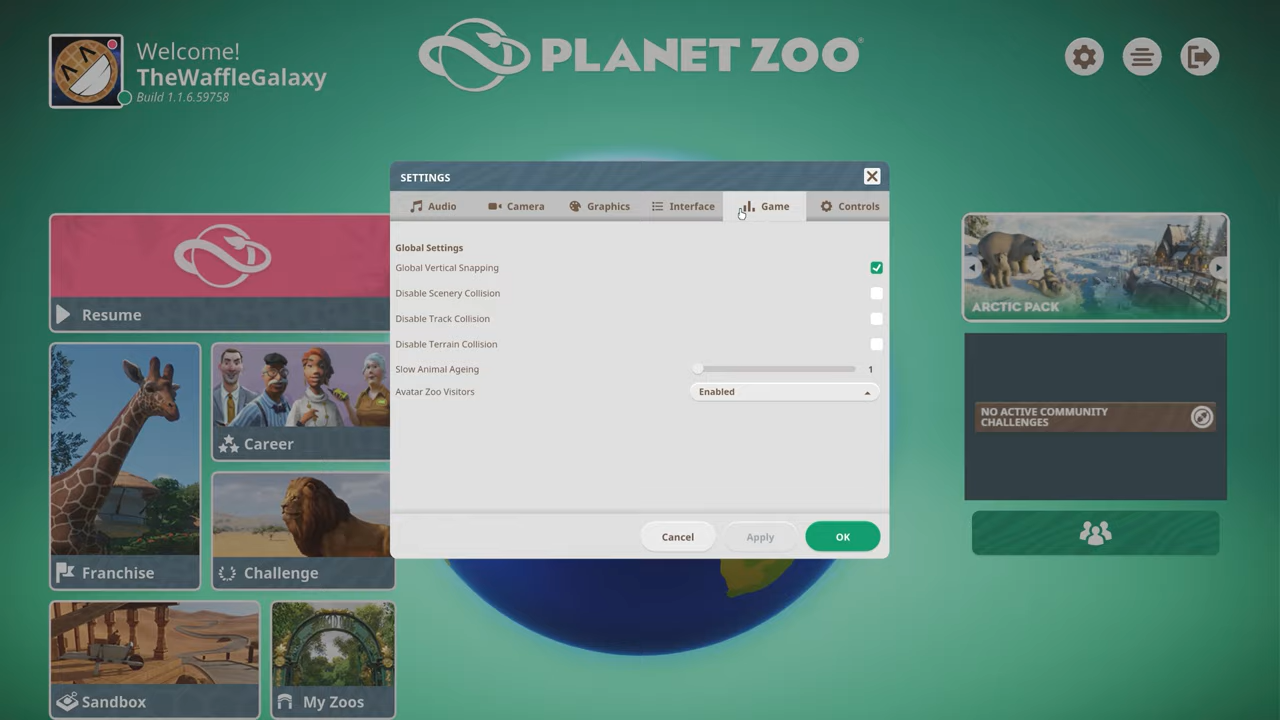 Welcome!
TheWaffleGalaxy
Build 1.1.6.59758
PLANET ZOO®
SETTINGS
Audio
Camera
Graphics
Interface
Game
Controls
Global Settings
Global Vertical Snapping
Disable Scenery Collision
Disable Track Collision
Disable Terrain Collision
Slow Animal Ageing 1
Avatar Zoo Visitors Enabled
Cancel
Apply
OK
Resume
Career
Franchise
Challenge
Sandbox
My Zoos
ARCTIC PACK
NO ACTIVE COMMUNITY
CHALLENGES